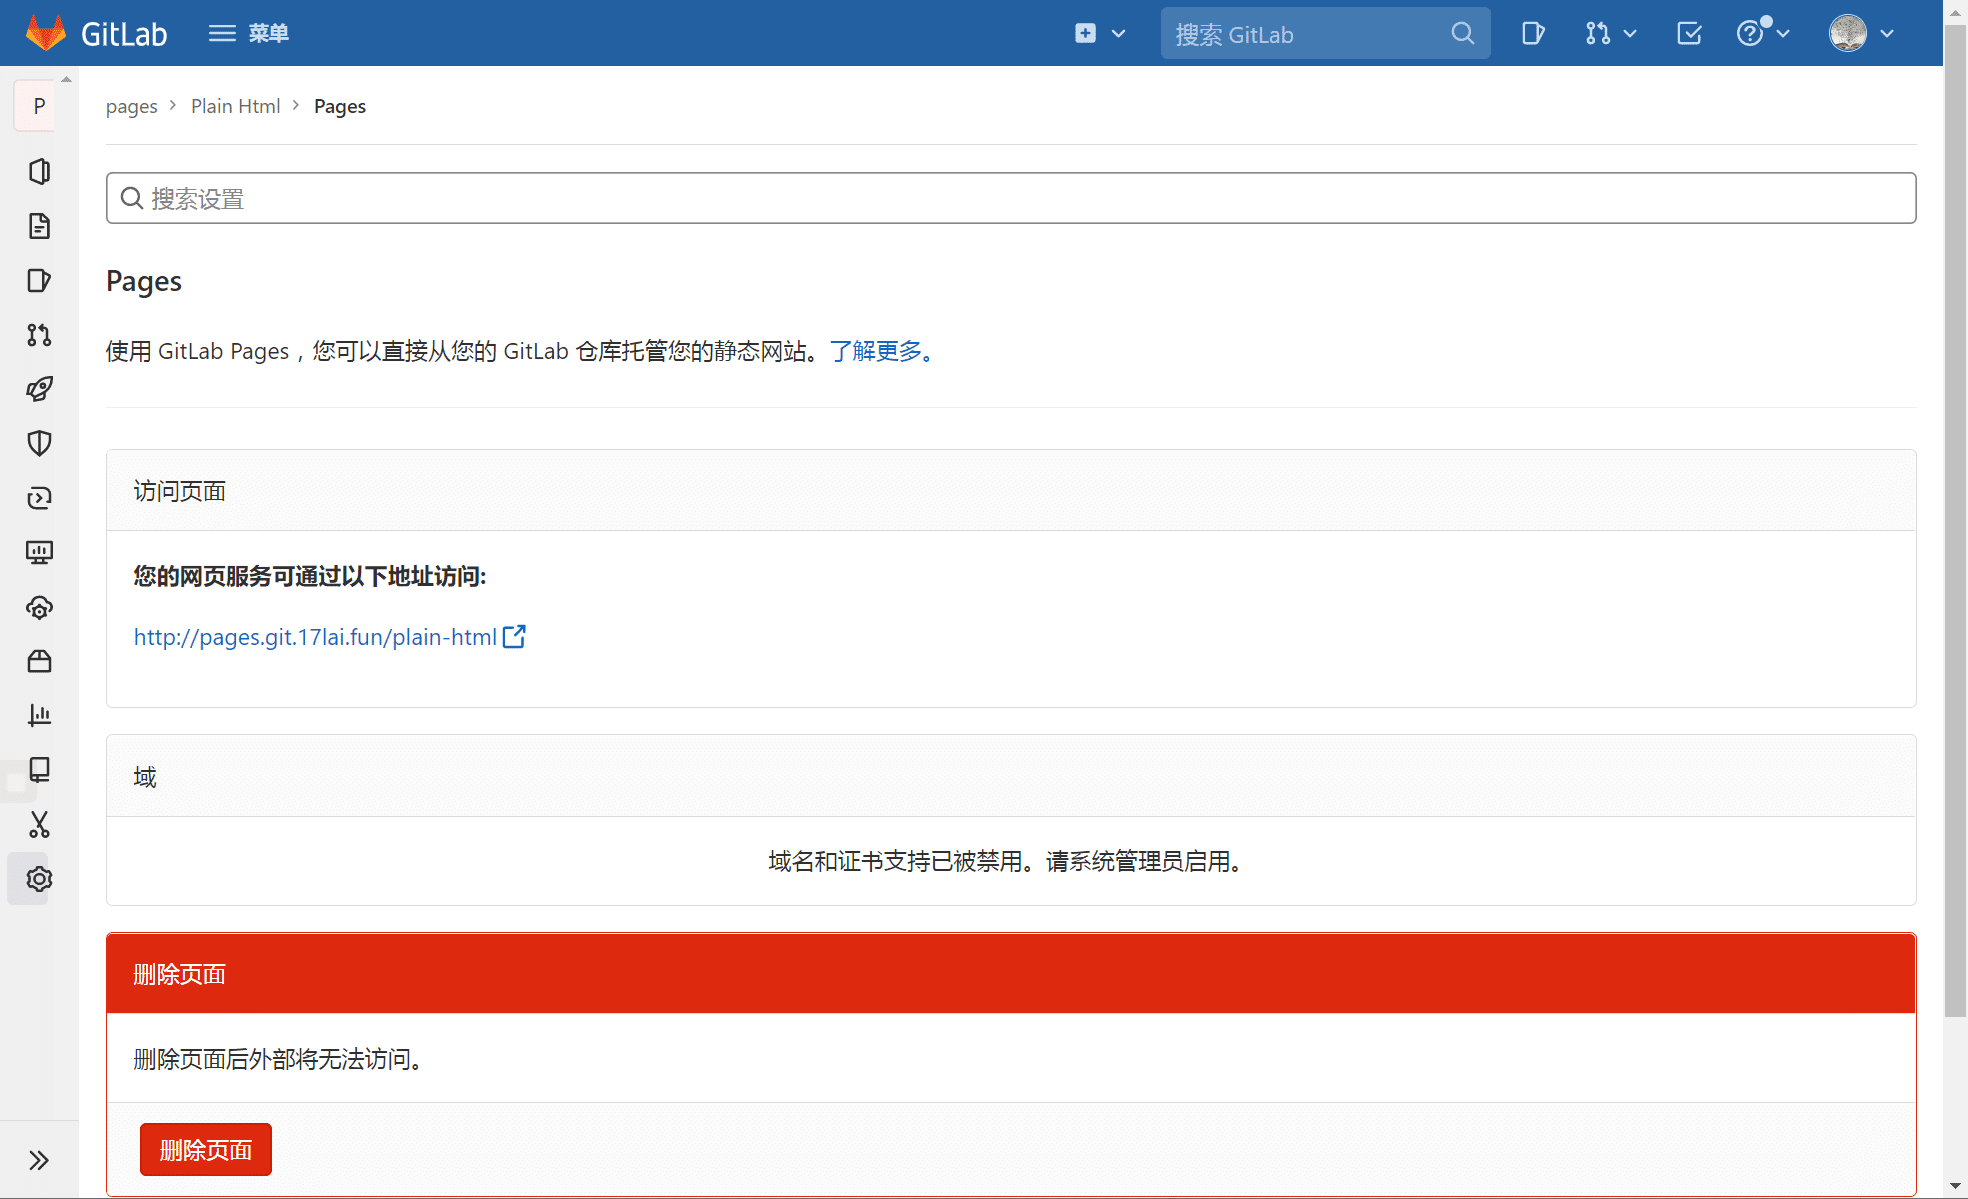 GitLab 菜单 搜索 GitLab
P
pages > Plain Html > Pages
搜索设置
Pages
使用 GitLab Pages，您可以直接从您的 GitLab 仓库托管您的静态网站。了解更多。
访问页面
您的网页服务可通过以下地址访问:
http://pages.git.17lai.fun/plain-html
域
域名和证书支持已被禁用。请系统管理员启用。
删除页面
删除页面后外部将无法访问。
删除页面